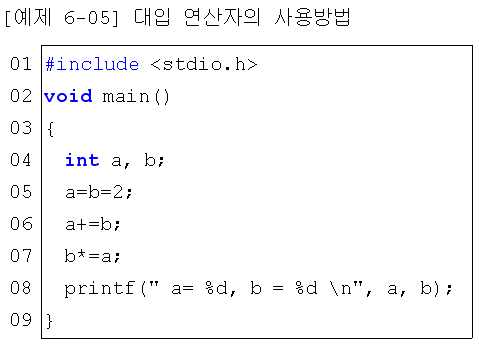 [예제 6-05] 대입 연산자의 사용방법
01 #include <stdio.h>
02 void main()
03 {
04 int a, b;
05 a=b=2;
06 a+=b;
07 b*=a;
08 printf(" a= %d, b = %d \n", a, b);
09 }